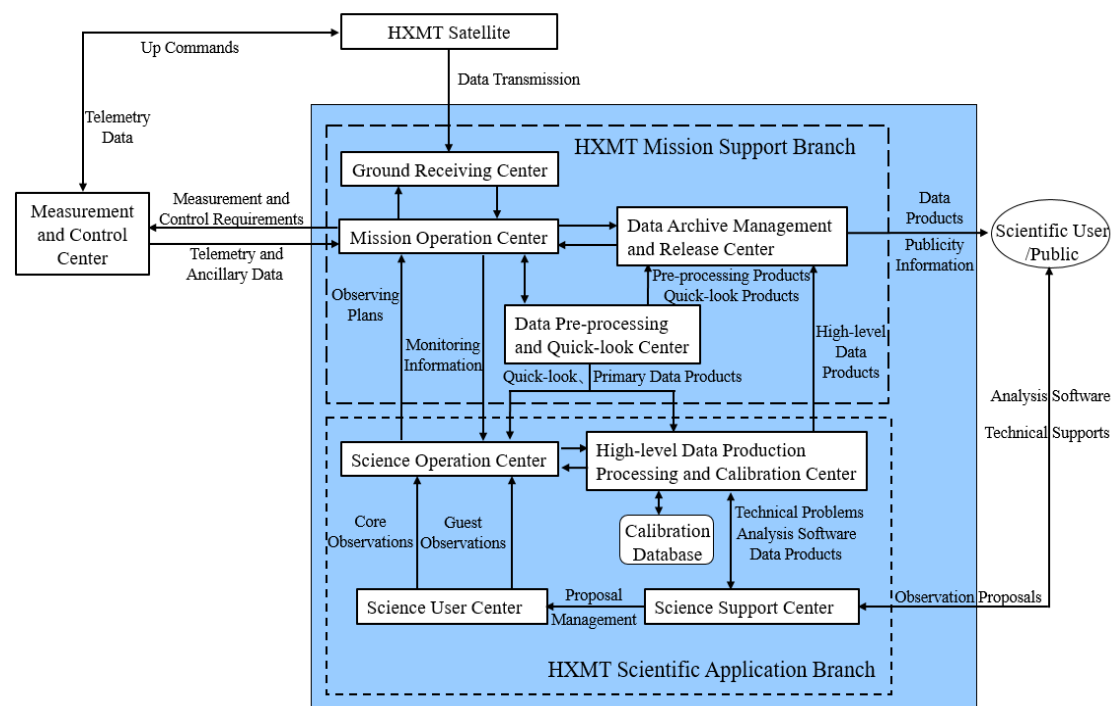 HXMT Satellite
Up Commands
Data Transmission
Telemetry
Data
HXMT Mission Support Branch
Ground Receiving Center
Measurement and
Control Requirements
Measurement
and Control
Center
Mission Operation Center
Data Archive Management
and Release Center
Data
Products
Publicity
Information
Scientific User
/Public
Telemetry and
Ancillary Data
Pre-processing Products
Quick-look Products
Observing
Plans
Data Pre-processing
and Quick-look Center
Monitoring
Information
High-level
Data
Products
Quick-look、Primary Data Products
Analysis Software
Technical Supports
Science Operation Center
High-level Data Production
Processing and Calibration Center
Core
Observations
Guest
Observations
Calibration
Database
Technical Problems
Analysis Software
Data Products
Science User Center
Proposal
Management
Science Support Center
Observation Proposals
HXMT Scientific Application Branch